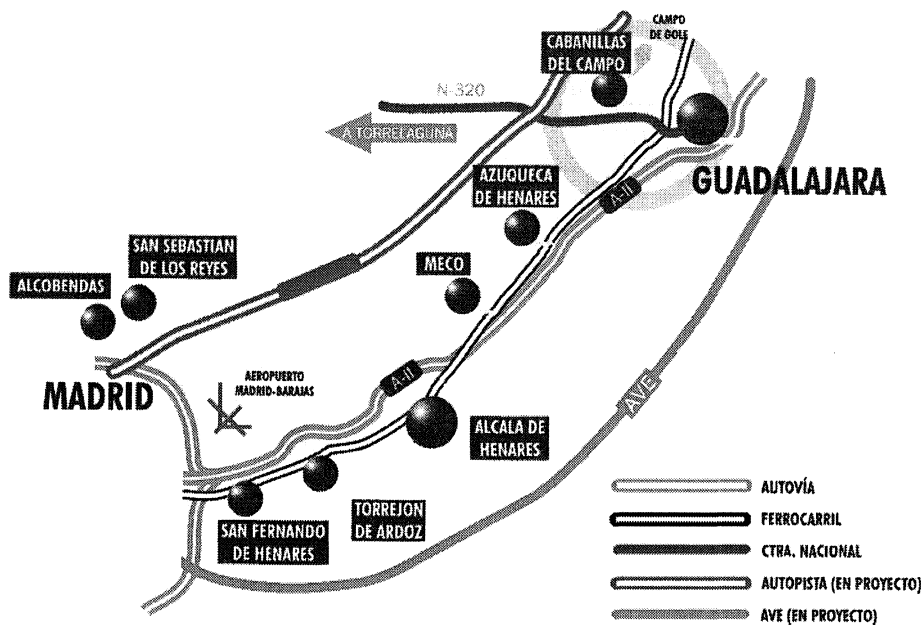 CAMPO
DE GOLF
CABANILLAS
DEL CAMPO
N-320
A TORRELAGUNA
GUADALAJARA
A-II
AZUQUECA
DE HENARES
SAN SEBASTIAN
DE LOS REYES
MECO
ALCOBENDAS
MADRID
AEROPUERTO
MADRID-BARAJAS
A-II
AVE
ALCALA DE
HENARES
TORREJON
DE ARDOZ
SAN FERNANDO
DE HENARES
AUTOVÍA
FERROCARRIL
CTRA. NACIONAL
AUTOPISTA (EN PROYECTO)
AVE (EN PROYECTO)